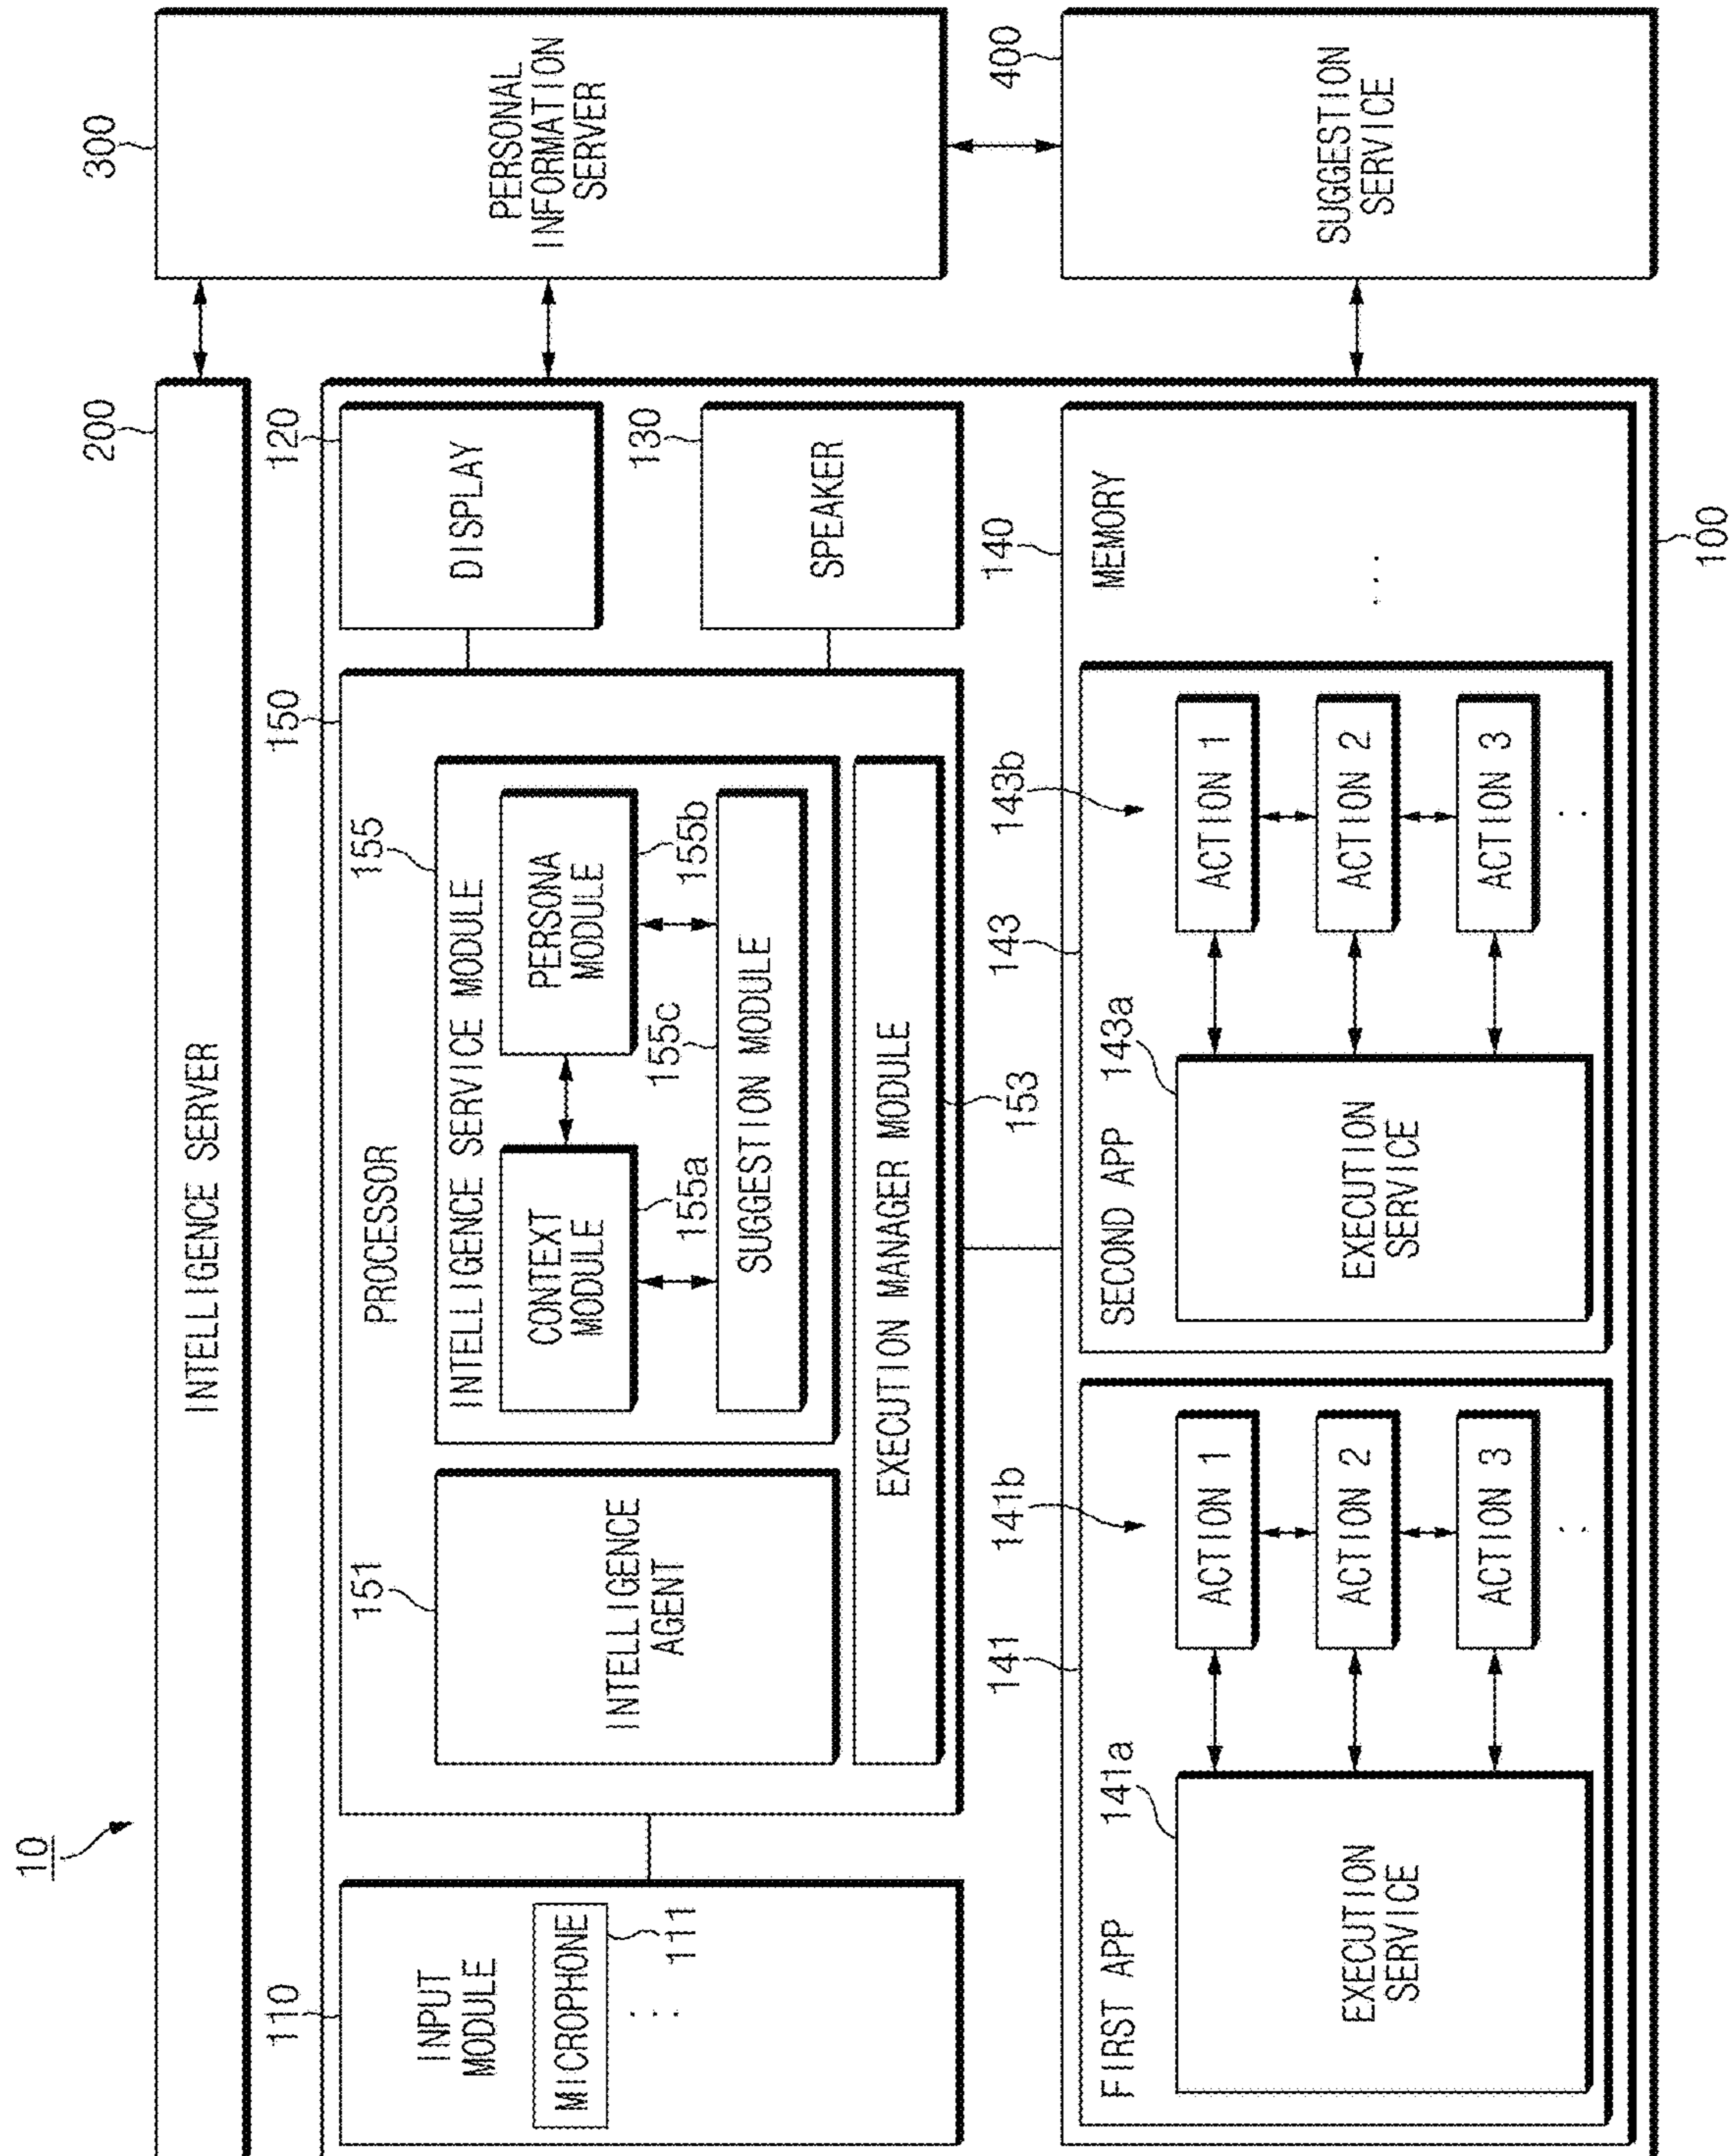 10
200
300
INTELLIGENCE SERVER
PERSONAL
INFORMATION
SERVER
110
INPUT
MODULE
MICROPHONE
111
150
PROCESSOR
151
INTELLIGENCE
AGENT
155
INTELLIGENCE SERVICE MODULE
CONTEXT
MODULE
155a
PERSONA
MODULE
155b
155c
SUGGESTION MODULE
EXECUTION MANAGER MODULE
153
120
DISPLAY
130
SPEAKER
140
MEMORY
...
141
FIRST APP
141a
EXECUTION
SERVICE
141b
ACTION 1
ACTION 2
ACTION 3
143
SECOND APP
143a
EXECUTION
SERVICE
143b
ACTION 1
ACTION 2
ACTION 3
100
400
SUGGESTION
SERVICE